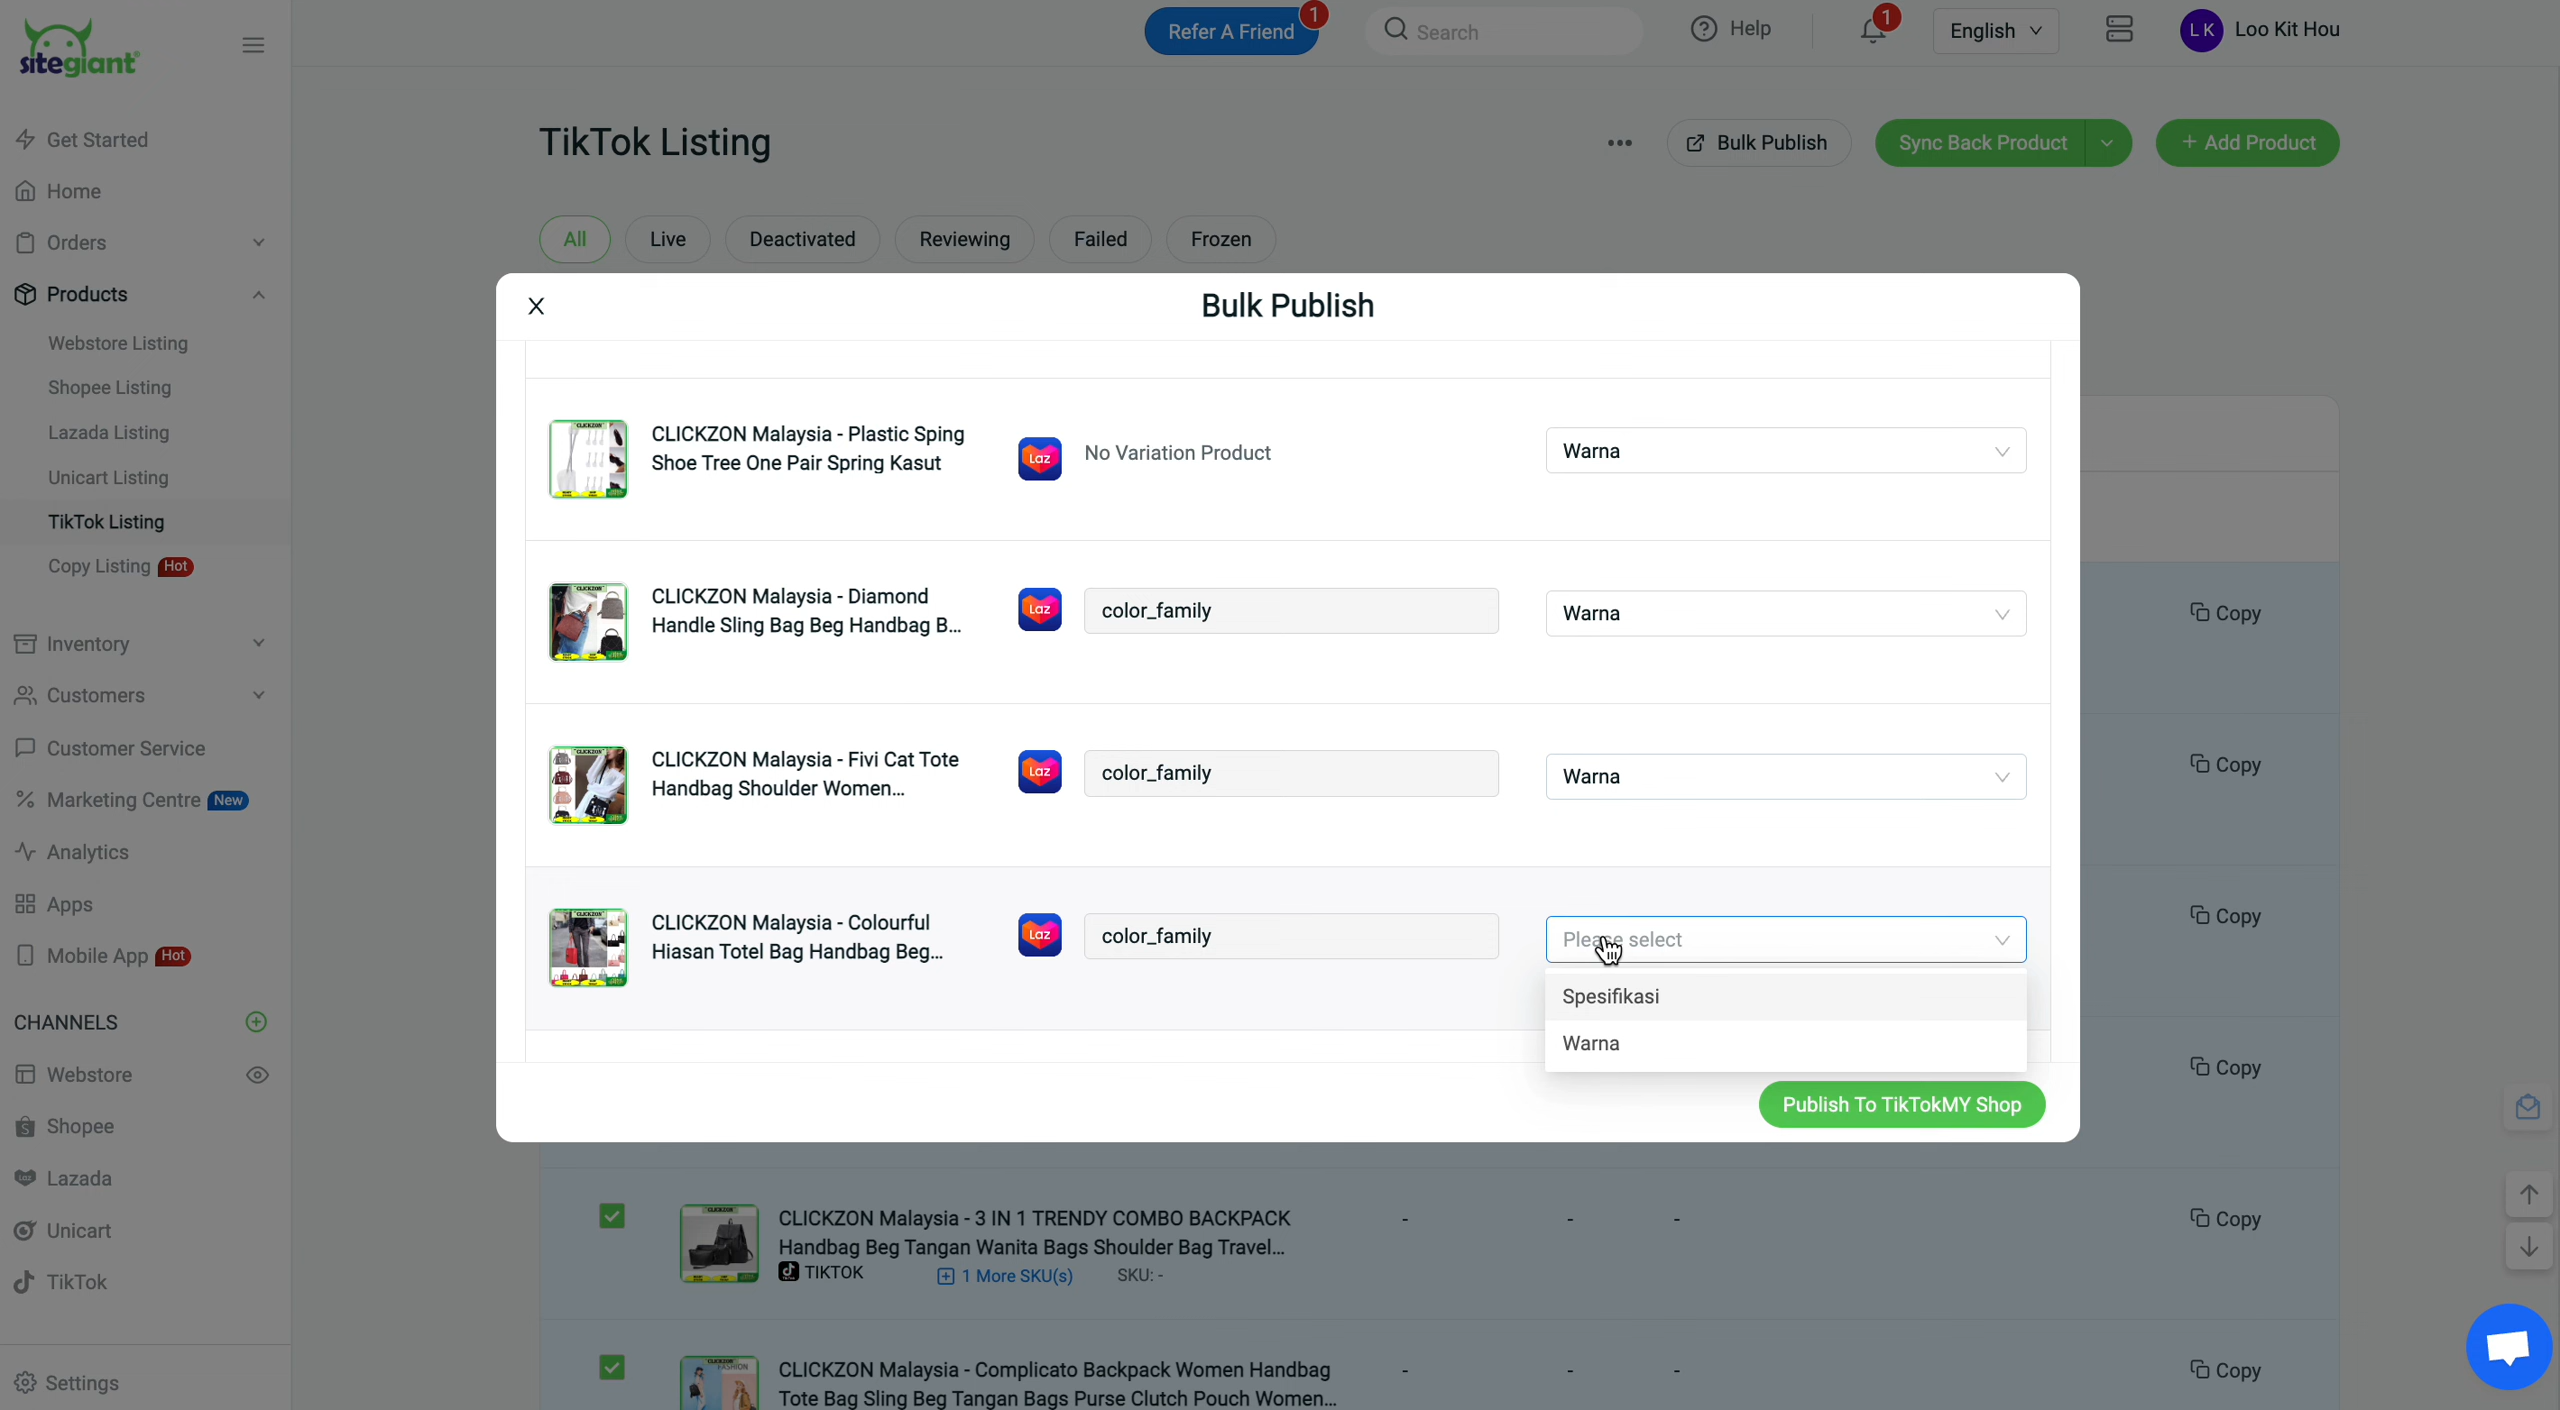 sitegiant
Refer A Friend
1
Search
Help
1
English
LK
Loo Kit Hou
Get Started
Home
Orders
Products
Webstore Listing
Shopee Listing
Lazada Listing
Unicart Listing
TikTok Listing
Copy Listing Hot
Inventory
Customers
Customer Service
Marketing Centre New
Analytics
Apps
Mobile App Hot
CHANNELS
Webstore
Shopee
Lazada
Unicart
TikTok
Settings
TikTok Listing
Bulk Publish
Sync Back Product
+ Add Product
All
Live
Deactivated
Reviewing
Failed
Frozen
X
Bulk Publish
CLICKZON Malaysia - Plastic Sping
Shoe Tree One Pair Spring Kasut
Laz
No Variation Product
Warna
CLICKZON Malaysia - Diamond
Handle Sling Bag Beg Handbag B...
Laz
color_family
Warna
CLICKZON Malaysia - Fivi Cat Tote
Handbag Shoulder Women...
Laz
color_family
Warna
CLICKZON Malaysia - Colourful
Hiasan Totel Bag Handbag Beg...
Laz
color_family
Please select
Spesifikasi
Warna
Publish To TikTokMY Shop
Copy
Copy
Copy
Copy
CLICKZON Malaysia - 3 IN 1 TRENDY COMBO BACKPACK
Handbag Beg Tangan Wanita Bags Shoulder Bag Travel...
TIKTOK
1 More SKU(s)
SKU: -
-
-
-
Copy
CLICKZON Malaysia - Complicato Backpack Women Handbag
Tote Bag Sling Beg Tangan Bags Purse Clutch Pouch Women...
-
-
-
Copy